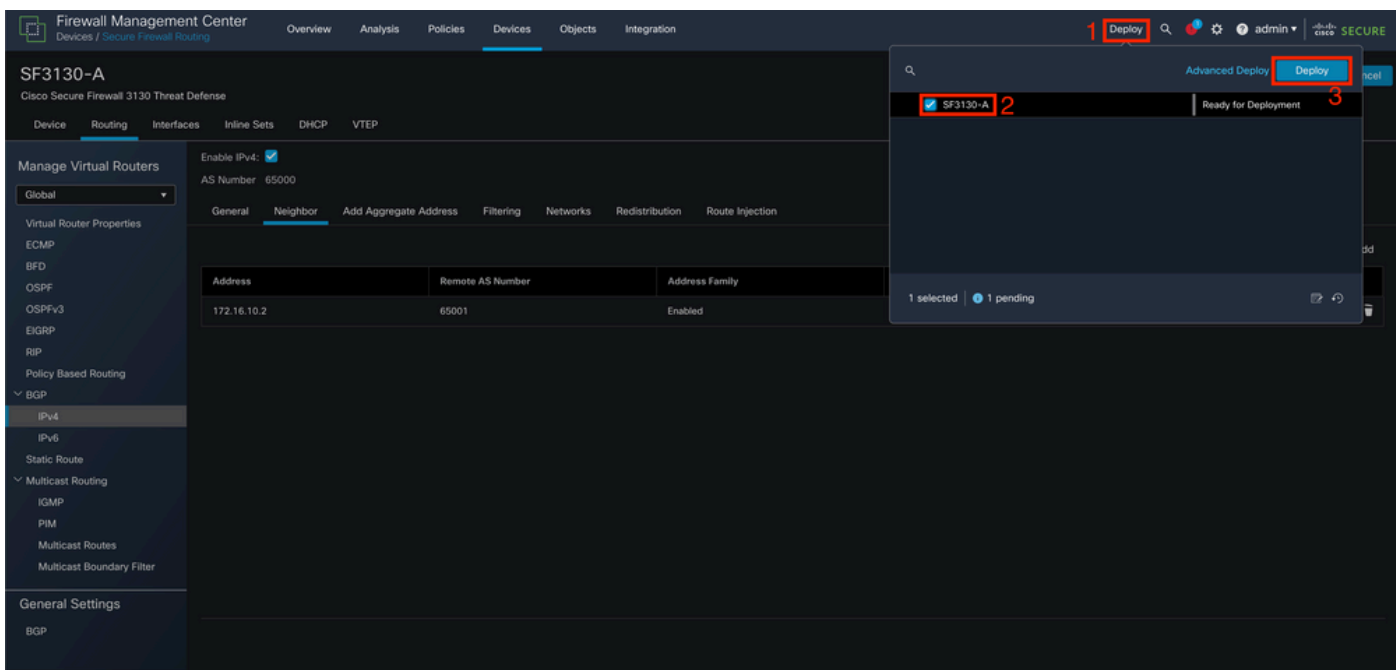 Firewall Management Center
Devices / Secure Firewall Routing
Overview Analysis Policies Devices Objects Integration
1 Deploy admin cisco SECURE
SF3130-A
Cisco Secure Firewall 3130 Threat Defense
Advanced Deploy Deploy ncel
3
SF3130-A 2 Ready for Deployment
Device Routing Interfaces Inline Sets DHCP VTEP
Manage Virtual Routers
Global
Virtual Router Properties
ECMP
BFD
OSPF
OSPFv3
EIGRP
RIP
Policy Based Routing
BGP
IPv4
IPv6
Static Route
Multicast Routing
IGMP
PIM
Multicast Routes
Multicast Boundary Filter
General Settings
BGP
Enable IPv4:
AS Number 65000
General Neighbor Add Aggregate Address Filtering Networks Redistribution Route Injection
dd
Address Remote AS Number Address Family
172.16.10.2 65001 Enabled
1 selected 1 pending